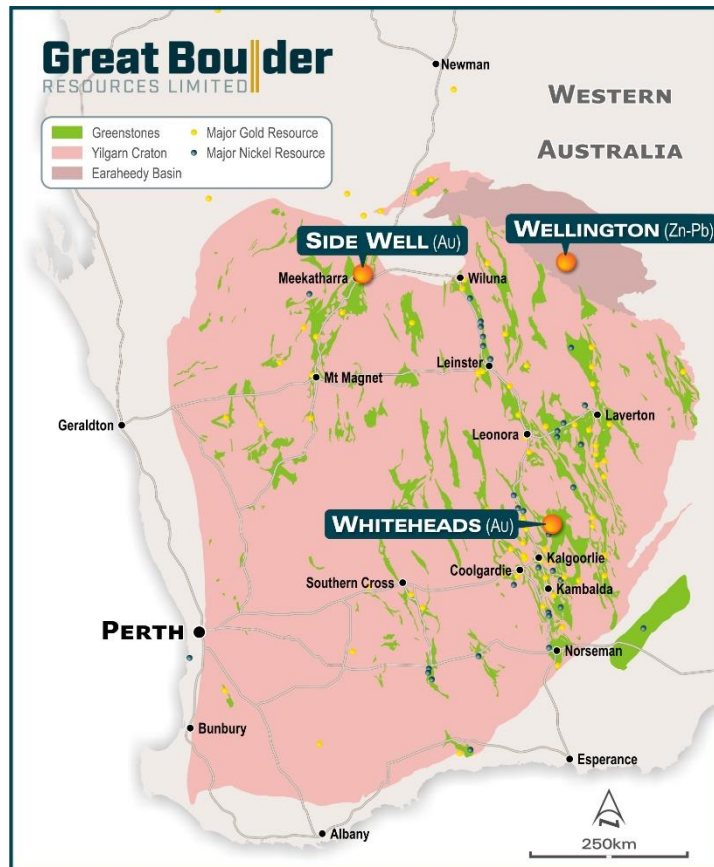 Great Boulder
RESOURCES LIMITED
Greenstones
Yilgarn Craton
Earaheedy Basin
Major Gold Resource
Major Nickel Resource
Newman
WESTERN
AUSTRALIA
SIDE WELL (Au)
WELLINGTON (Zn-Pb)
Meekatharra
Wiluna
Leinster
Mt Magnet
Geraldton
Laverton
Leonora
WHITEHEADS (Au)
Kalgoorlie
Coolgardie
Southern Cross
Kambalda
PERTH
Norseman
Bunbury
Esperance
Albany
N
250km